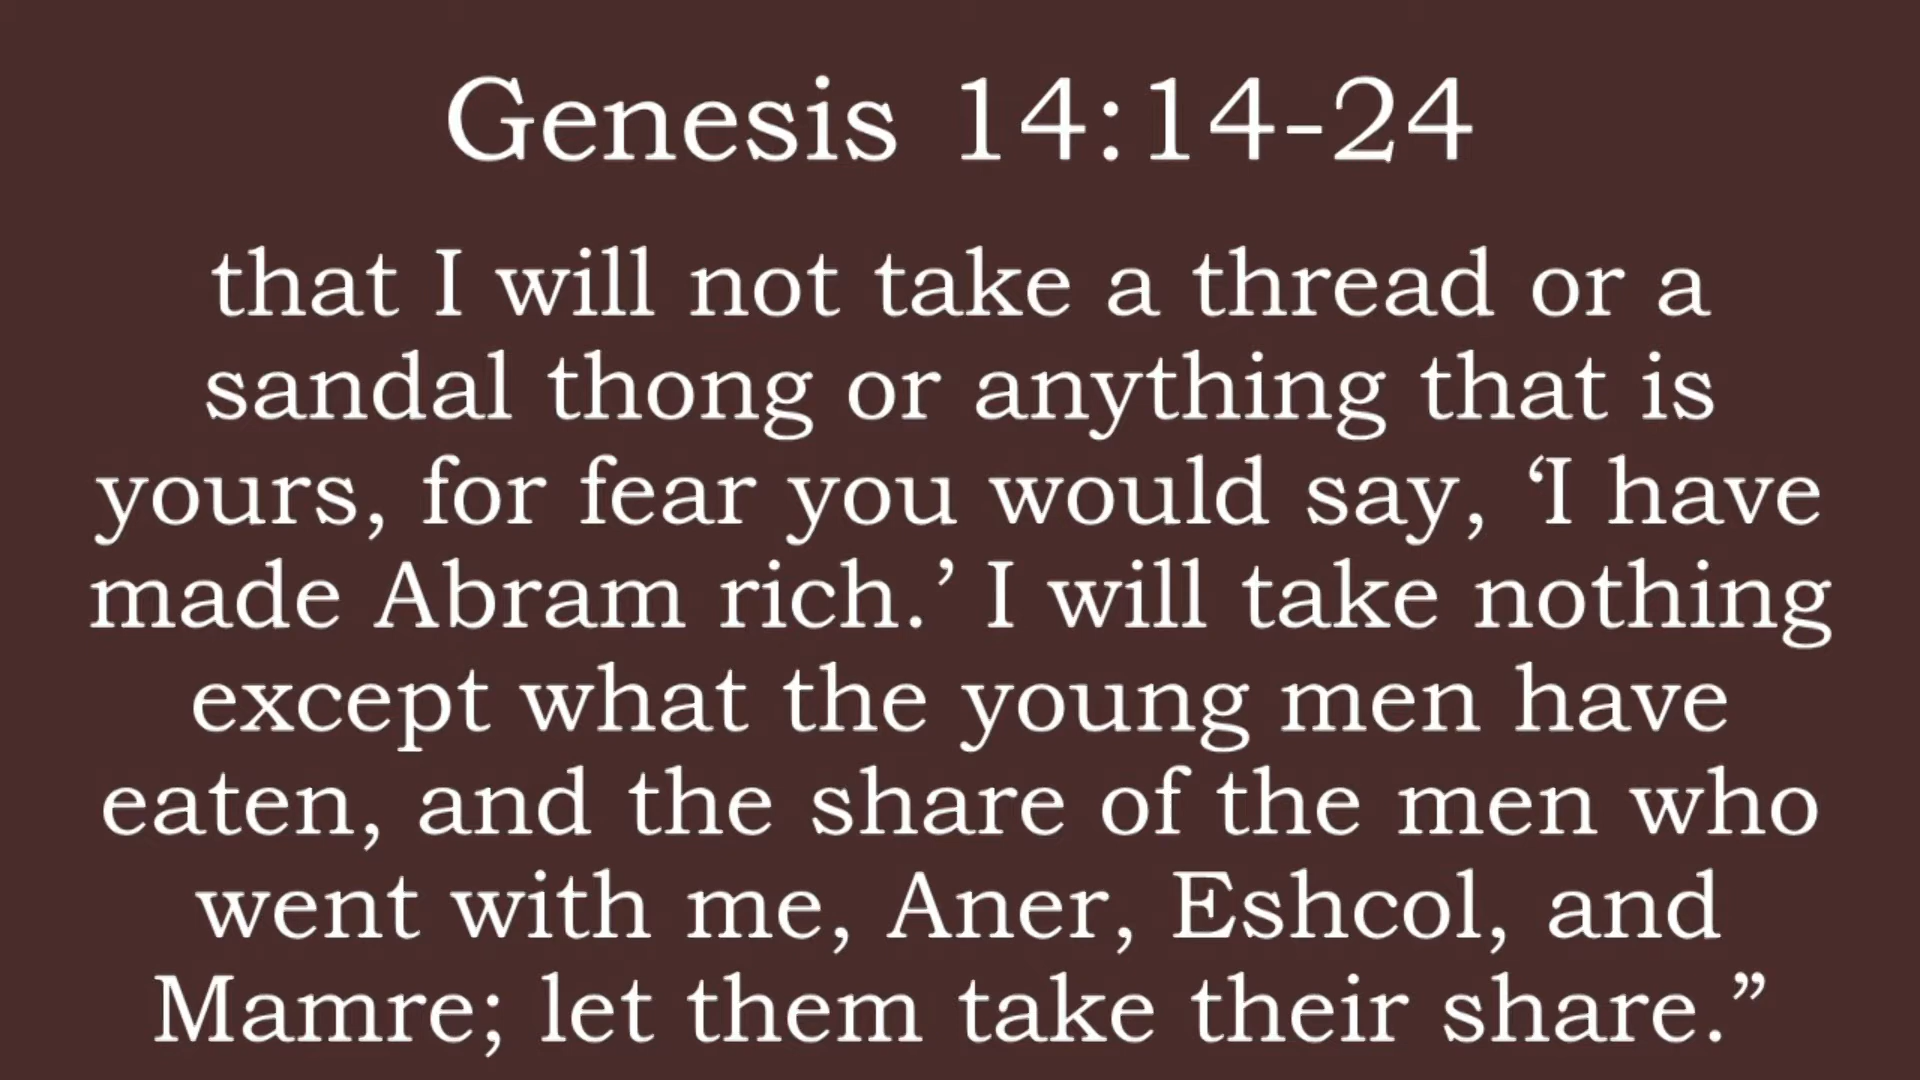 Genesis 14:14-24
that I will not take a thread or a
sandal thong or anything that is
yours, for fear you would say, ‘I have
made Abram rich.’ I will take nothing
except what the young men have
eaten, and the share of the men who
went with me, Aner, Eshcol, and
Mamre; let them take their share.”